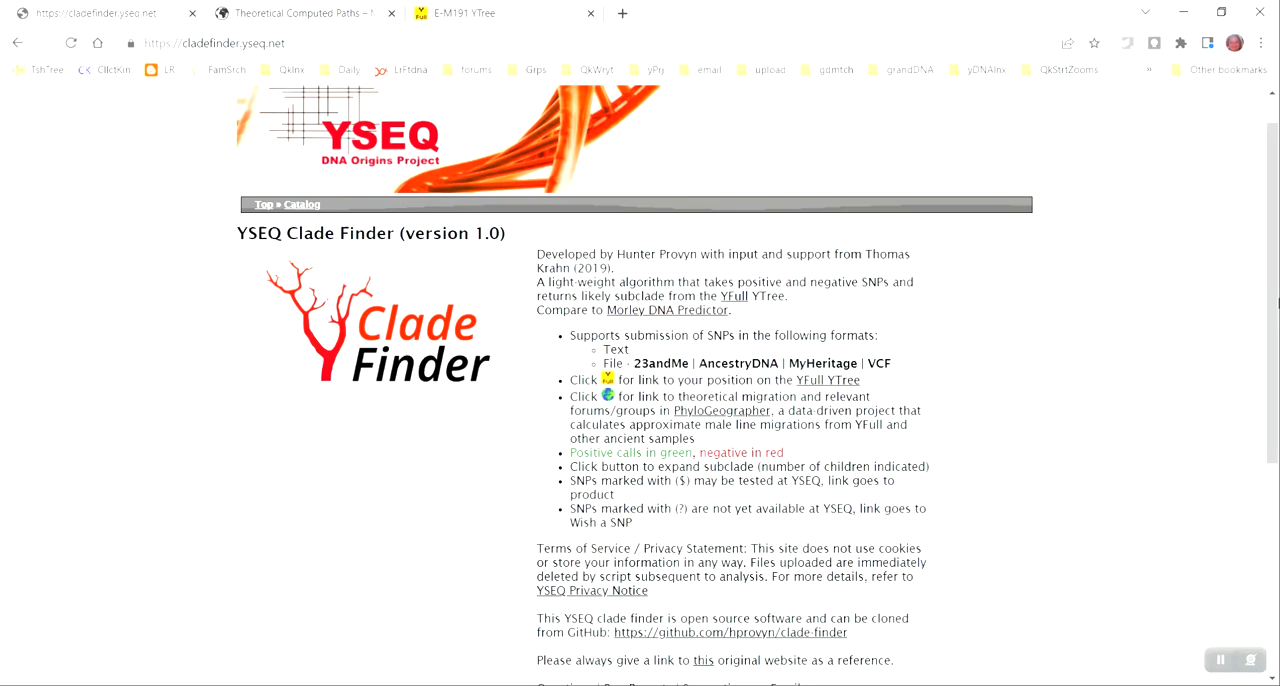 https://cladefinder.yseq.net
Theoretical Computed Paths –
E-M191 YTree
https://cladefinder.yseq.net
TshTree CllctKin LR FamSrch QkInx Daily LrFtdna forums Grps QkWryt yPrj email upload gdmtch grandDNA yDNAInx QkStrtZooms » Other bookmarks
YSEQ
DNA Origins Project
Top » Catalog
YSEQ Clade Finder (version 1.0)
Clade
Finder
Developed by Hunter Provyn with input and support from Thomas
Krahn (2019).
A light-weight algorithm that takes positive and negative SNPs and
returns likely subclade from the YFull YTree.
Compare to Morley DNA Predictor.
Supports submission of SNPs in the following formats:
Text
File - 23andMe | AncestryDNA | MyHeritage | VCF
Click Y Full for link to your position on the YFull YTree
Click for link to theoretical migration and relevant
forums/groups in PhyloGeographer, a data-driven project that
calculates approximate male line migrations from YFull and
other ancient samples
Positive calls in green, negative in red
Click button to expand subclade (number of children indicated)
SNPs marked with ($) may be tested at YSEQ, link goes to
product
SNPs marked with (?) are not yet available at YSEQ, link goes to
Wish a SNP
Terms of Service / Privacy Statement: This site does not use cookies
or store your information in any way. Files uploaded are immediately
deleted by script subsequent to analysis. For more details, refer to
YSEQ Privacy Notice
This YSEQ clade finder is open source software and can be cloned
from GitHub: https://github.com/hprovyn/clade-finder
Please always give a link to this original website as a reference.